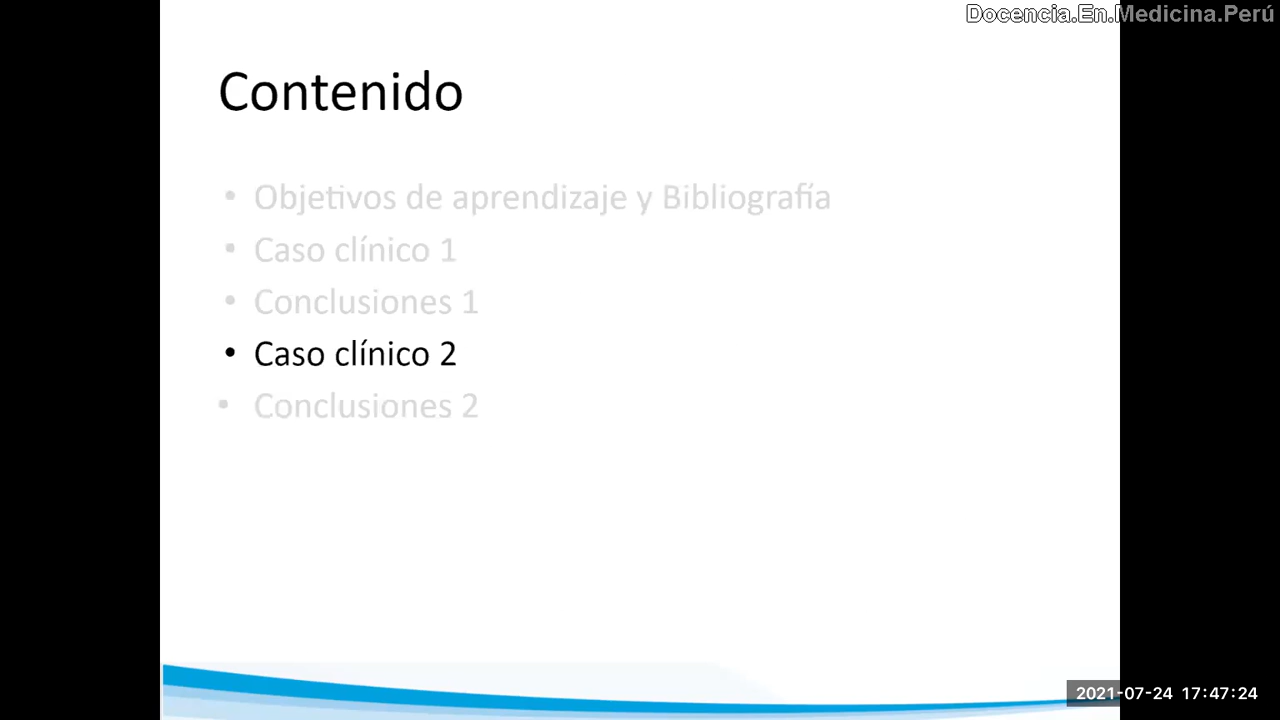 Docencia.En.Medicina.Perú
Contenido
• Objetivos de aprendizaje y Bibliografía
• Caso clínico 1
• Conclusiones 1
• Caso clínico 2
• Conclusiones 2
2021-07-24 17:47:24